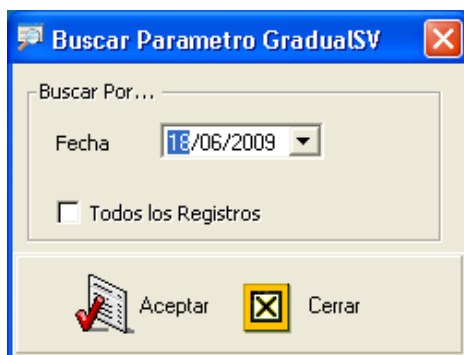 Buscar Parametro GradualSV
Buscar Por...
Fecha 18/06/2009
Todos los Registros
Aceptar Cerrar